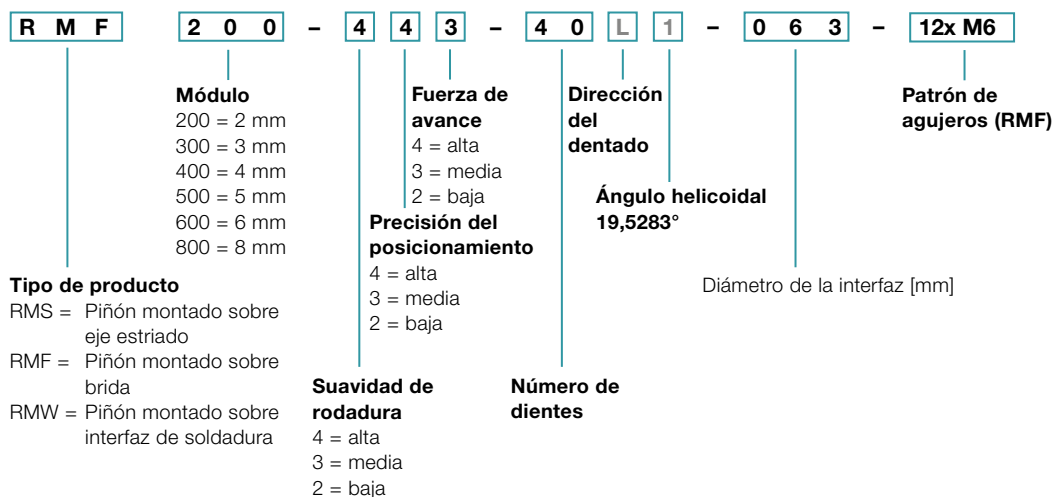 R M F 2 0 0 – 4 4 3 – 4 0 L 1 – 0 6 3 – 12x M6
Módulo
200 = 2 mm
300 = 3 mm
400 = 4 mm
500 = 5 mm
600 = 6 mm
800 = 8 mm
Fuerza de
avance
4 = alta
3 = media
2 = baja
Dirección
del
dentado
Patrón de
agujeros (RMF)
Ángulo helicoidal
19,5283°
Precisión del
posicionamiento
4 = alta
3 = media
2 = baja
Diámetro de la interfaz [mm]
Tipo de producto
RMS = Piñón montado sobre
eje estriado
RMF = Piñón montado sobre
brida
RMW = Piñón montado sobre
interfaz de soldadura
Suavidad de
rodadura
4 = alta
3 = media
2 = baja
Número de
dientes